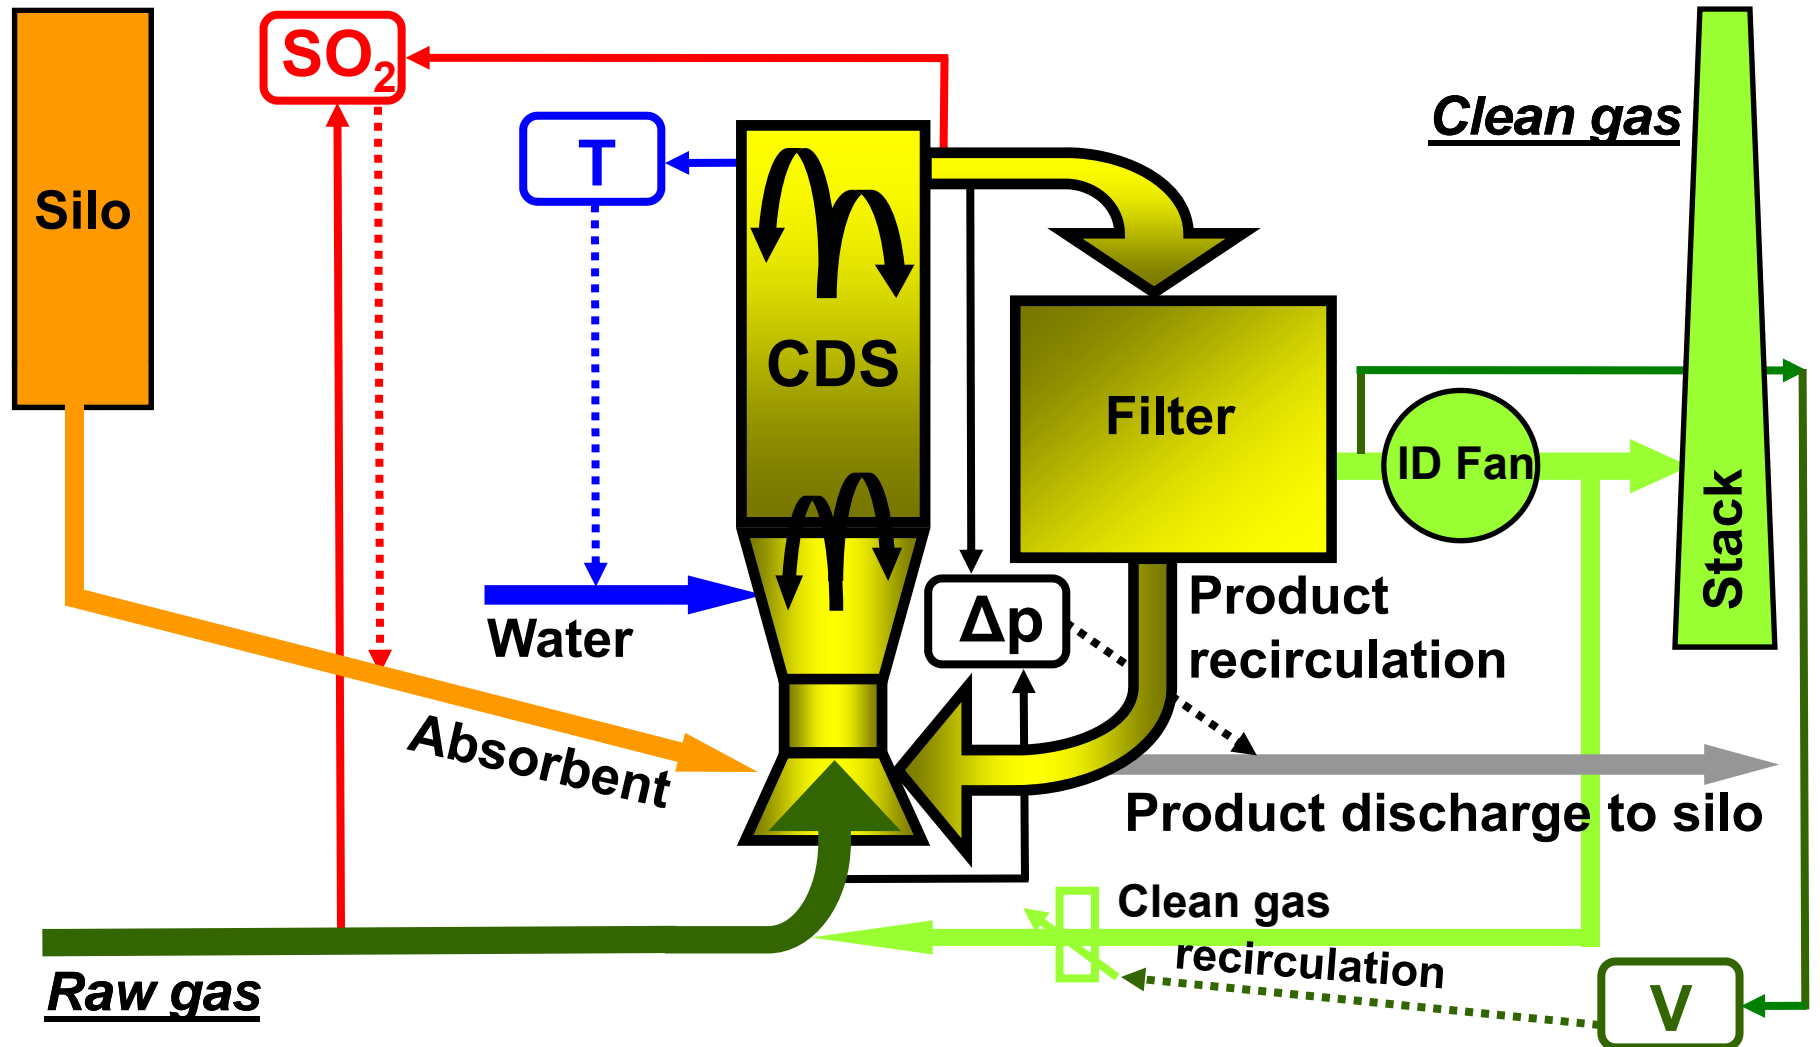 Silo
SO₂
T
Clean gas
CDS
Filter
ID Fan
Stack
Water
Δp
Product
recirculation
Absorbent
Product discharge to silo
Clean gas
recirculation
Raw gas
V